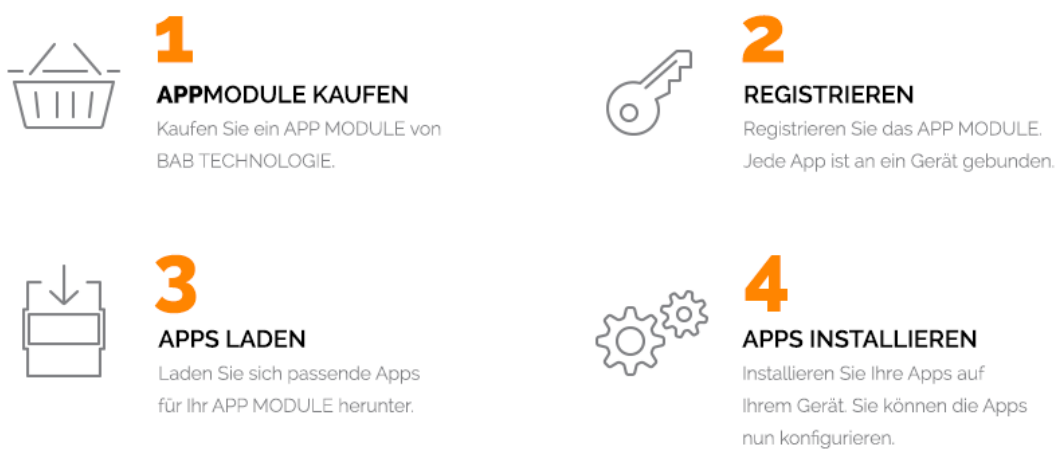 1
APPMODULE KAUFEN
Kaufen Sie ein APP MODULE von
BAB TECHNOLOGIE.
2
REGISTRIEREN
Registrieren Sie das APP MODULE.
Jede App ist an ein Gerät gebunden.
3
APPS LADEN
Laden Sie sich passende Apps
für Ihr APP MODULE herunter.
4
APPS INSTALLIEREN
Installieren Sie Ihre Apps auf
Ihrem Gerät. Sie können die Apps
nun konfigurieren.